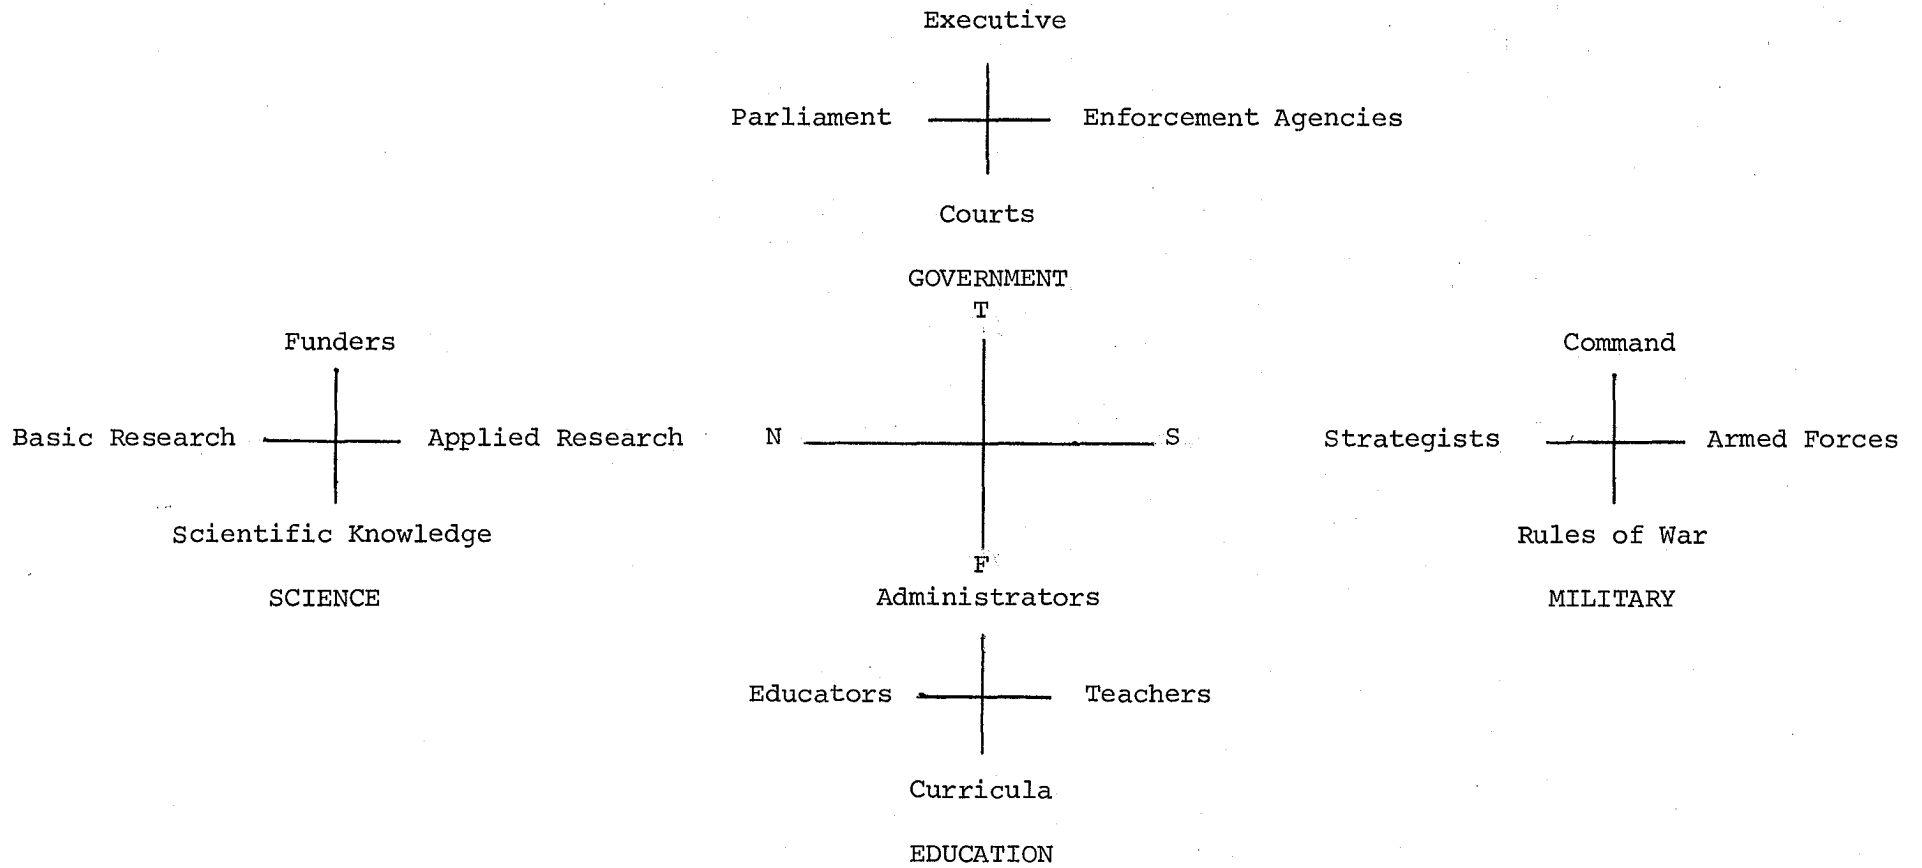 Executive
Parliament Enforcement Agencies
Courts
GOVERNMENT
T
Funders
Command
Basic Research Applied Research
N S
Strategists Armed Forces
Scientific Knowledge
Rules of War
F
SCIENCE
Administrators
MILITARY
Educators Teachers
Curricula
EDUCATION